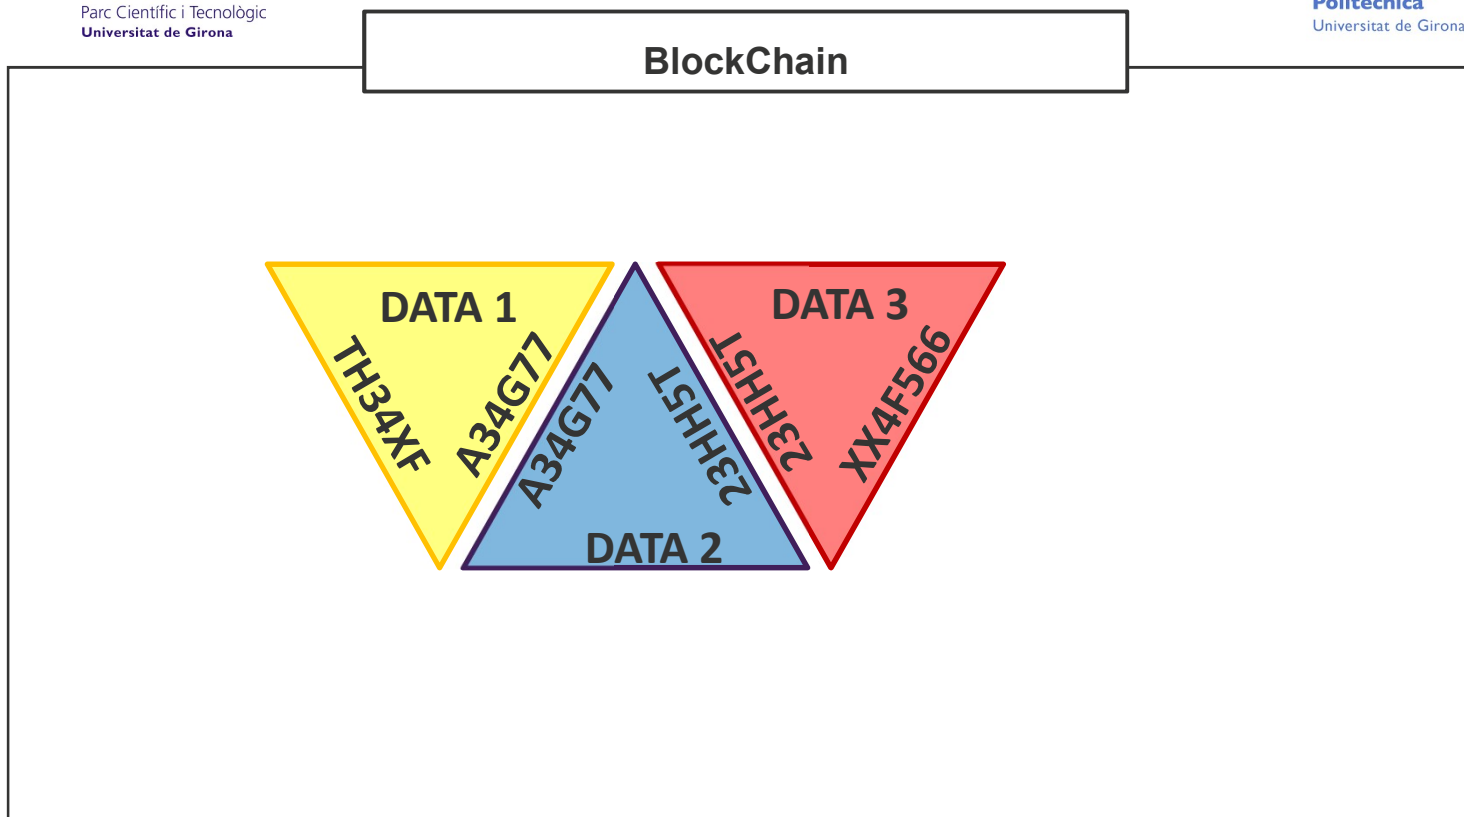 Parc Científic i Tecnològic
Universitat de Girona
Politècnica
Universitat de Girona
BlockChain
DATA 1
TH34XF
A34G77
A34G77
23HH5T
DATA 2
DATA 3
23HH5T
XX4F566